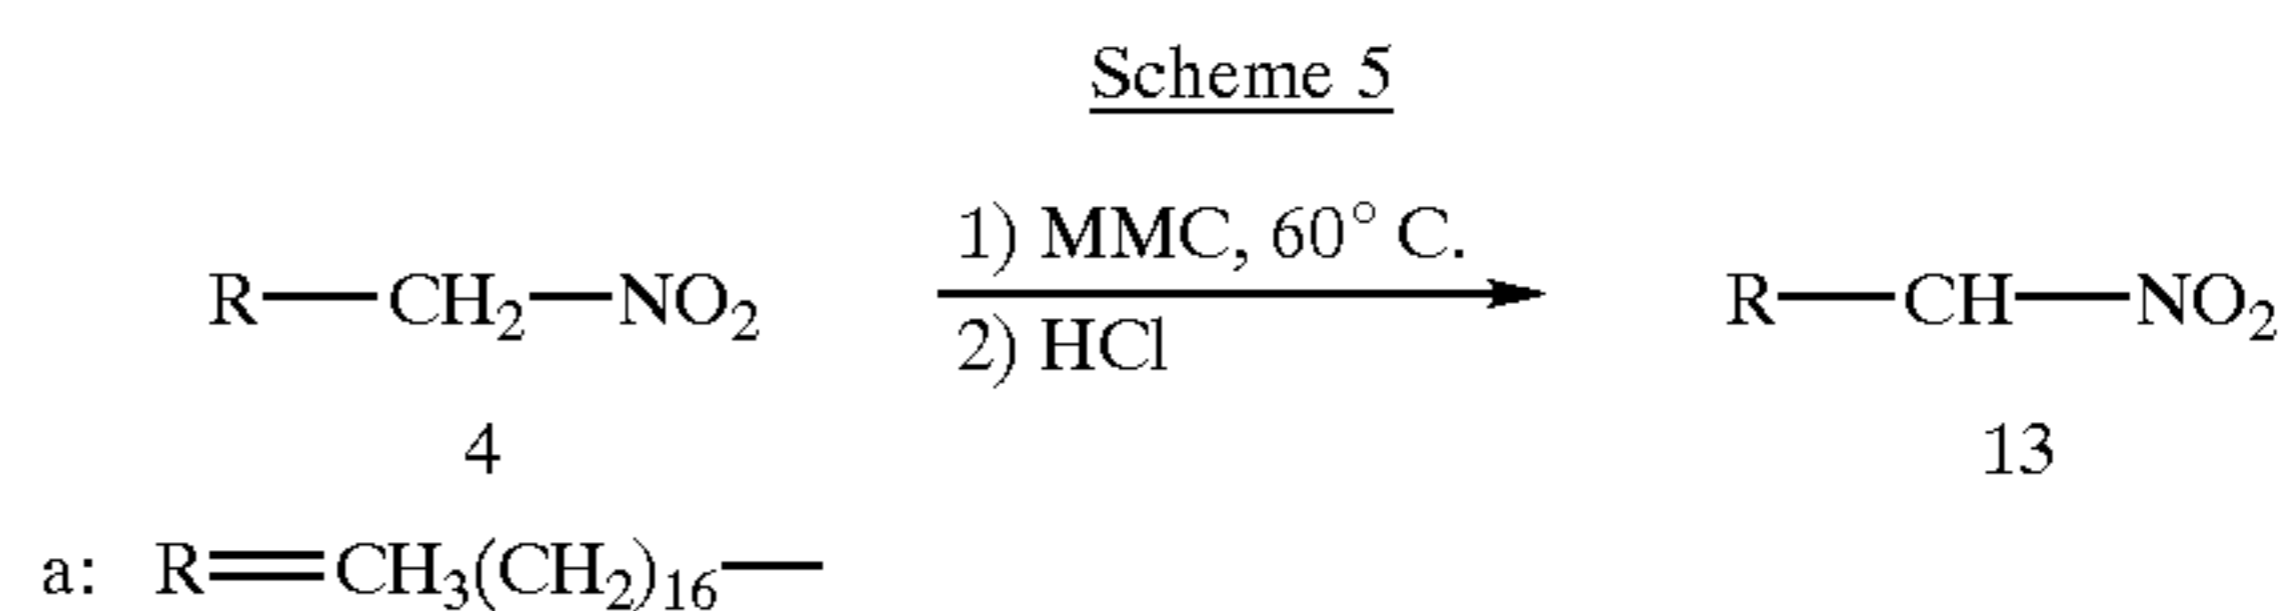 Scheme 5
R—CH₂—NO₂ 1) MMC, 60° C. 2) HCl R—CH—NO₂
4 13
a: R=CH₃(CH₂)₁₆—